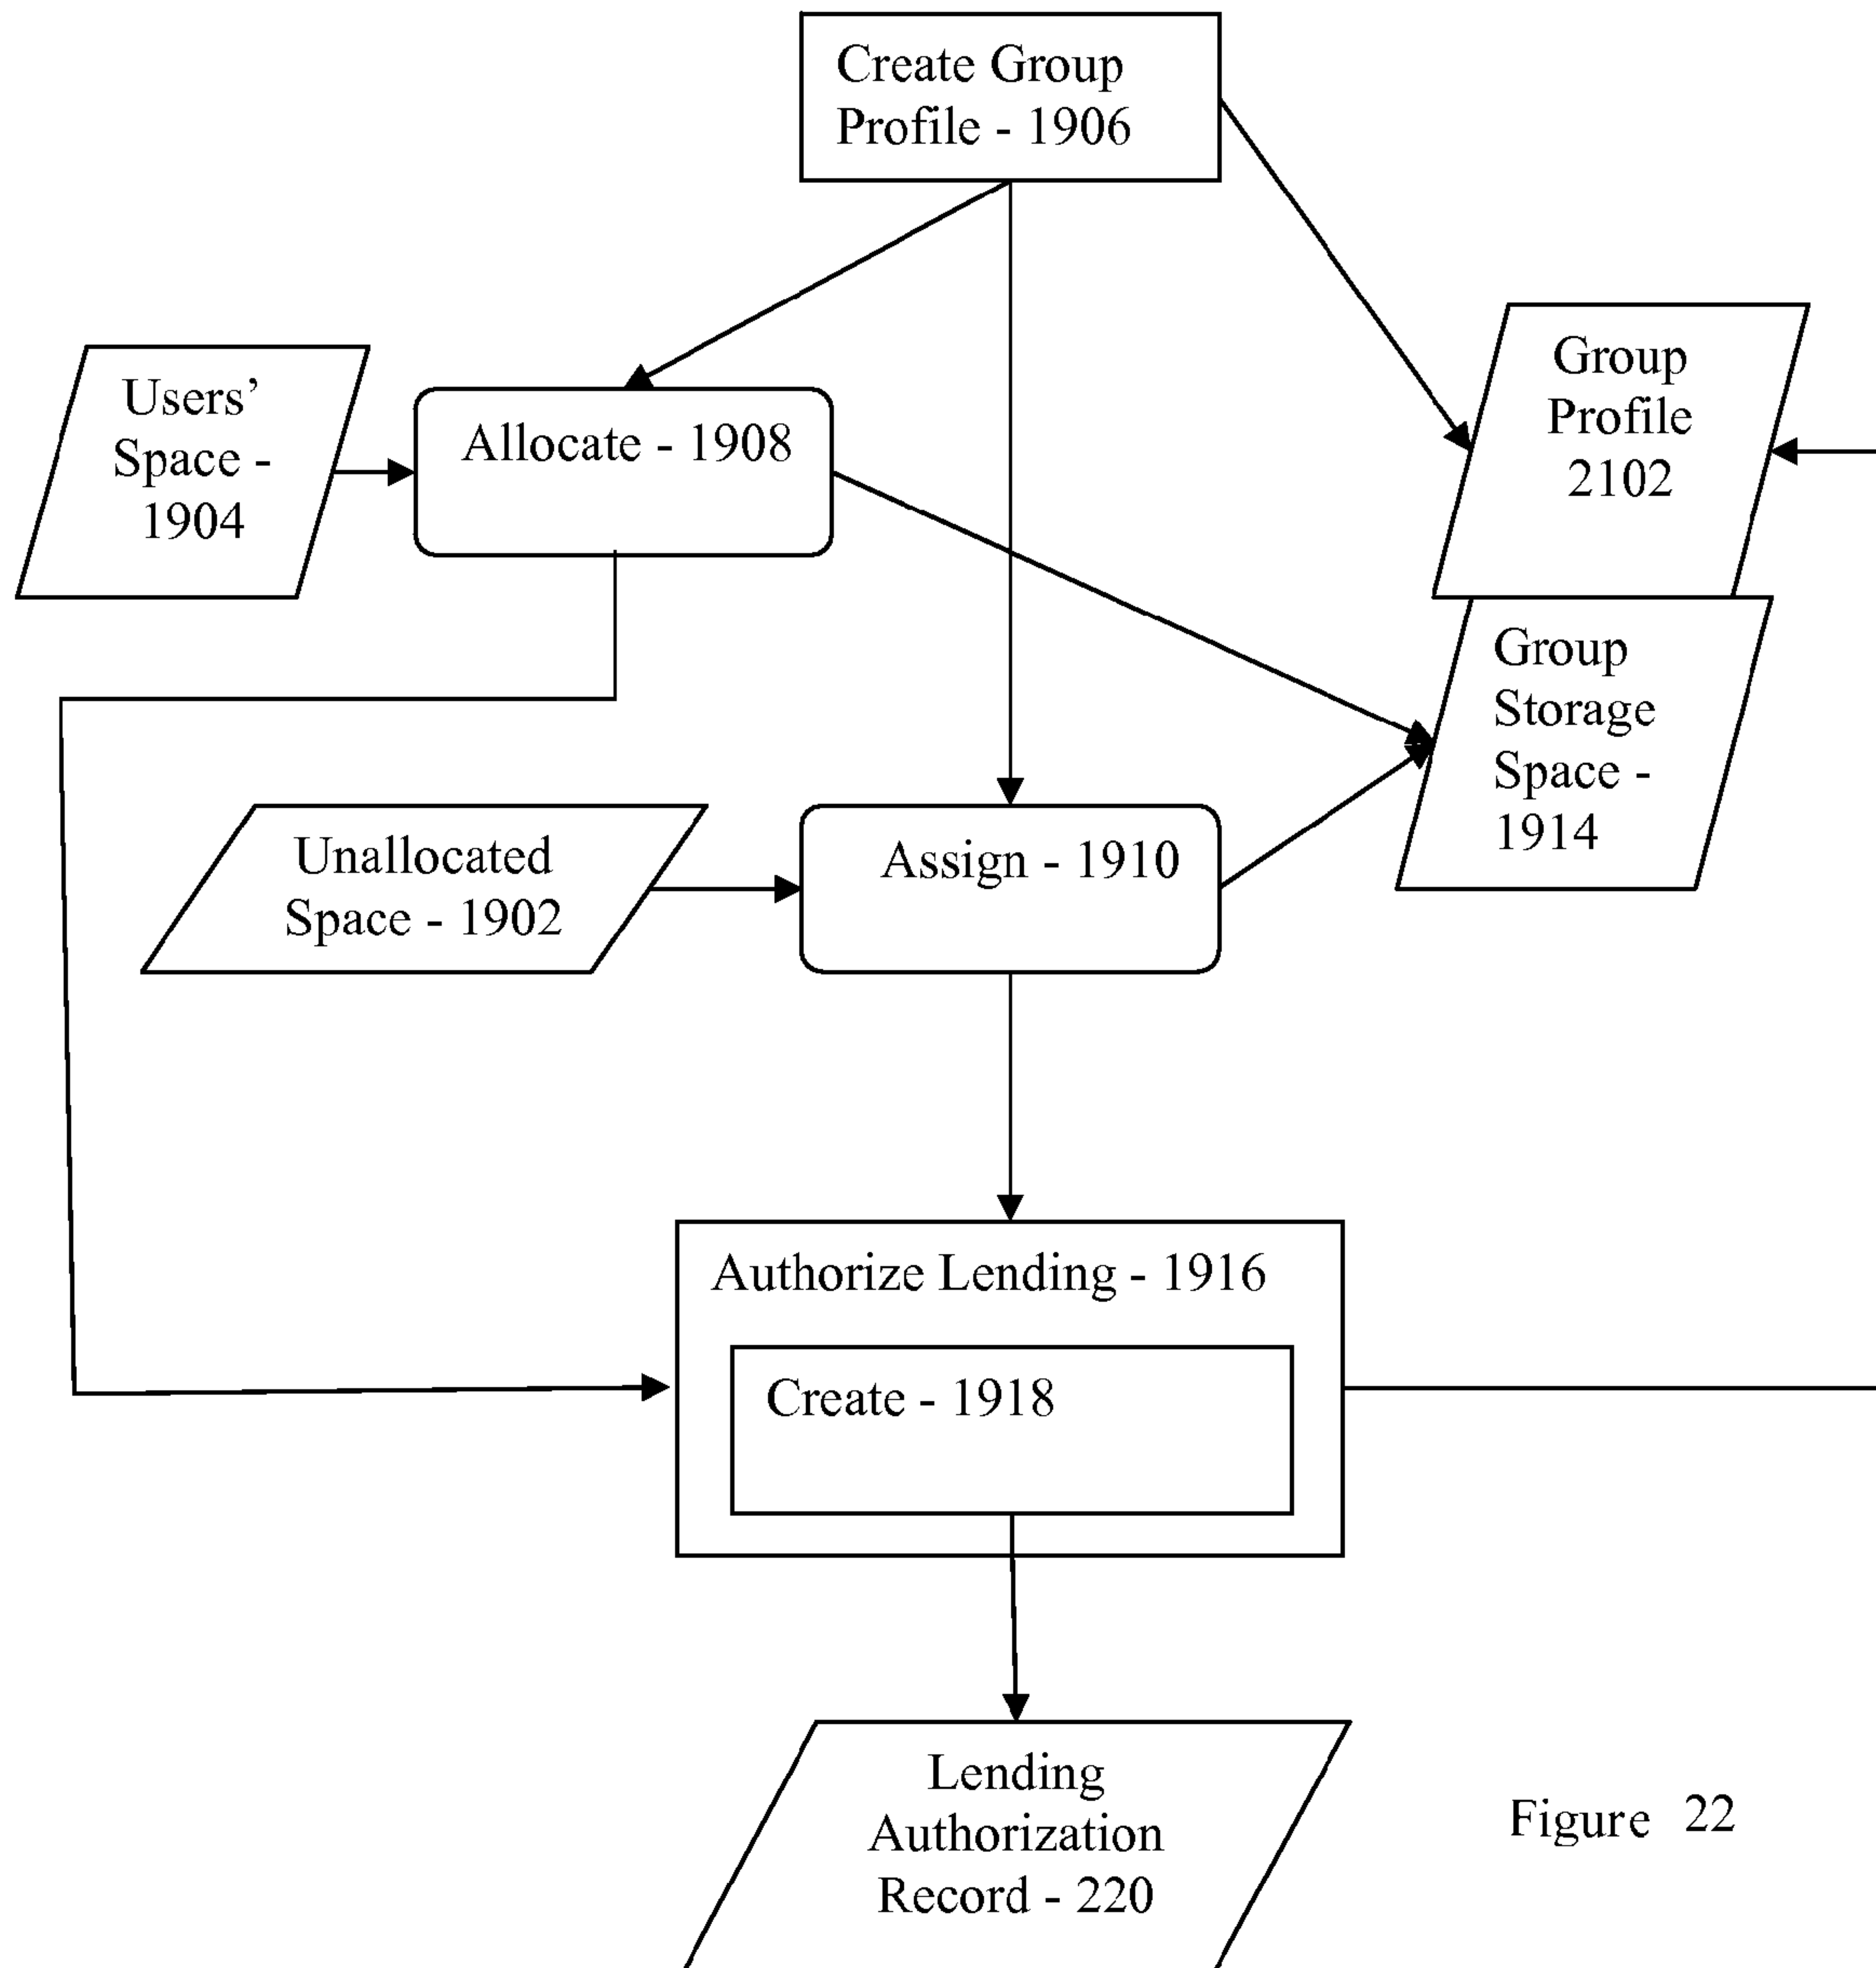 Create Group
Profile - 1906
Group
Profile
2102
Users’
Space -
1904
Allocate - 1908
Group
Storage
Space -
1914
Unallocated
Space - 1902
Assign - 1910
Authorize Lending - 1916
Create - 1918
Lending
Authorization
Record - 220
Figure 22